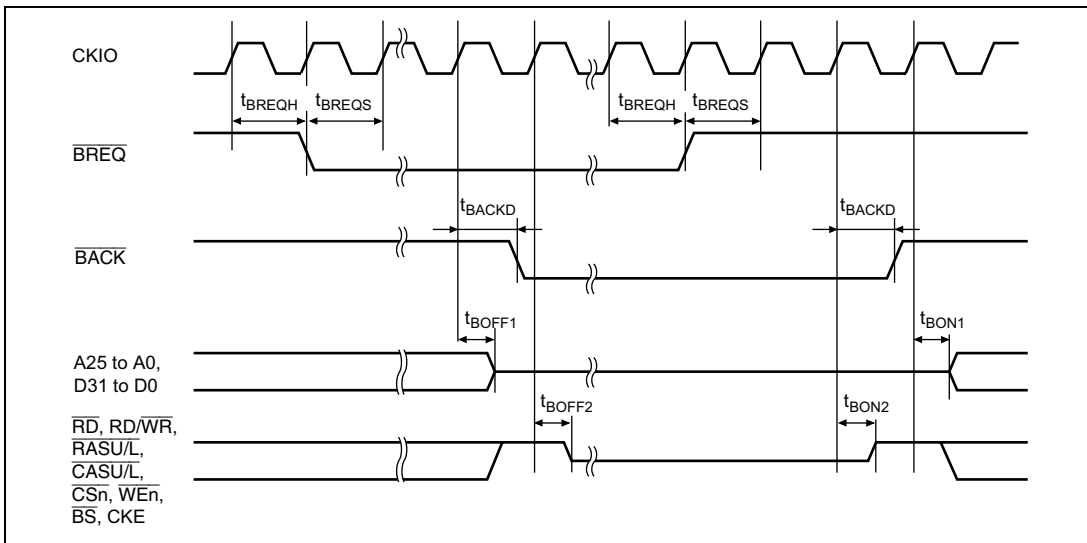 CKIO
tBREQH tBREQS tBREQH tBREQS
BREQ
tBACKD tBACKD
BACK
tBOFF1 tBON1
A25 to A0,
D31 to D0
tBOFF2 tBON2
RD, RD/WR,
RASU/L,
CASU/L,
CSn, WEn,
BS, CKE